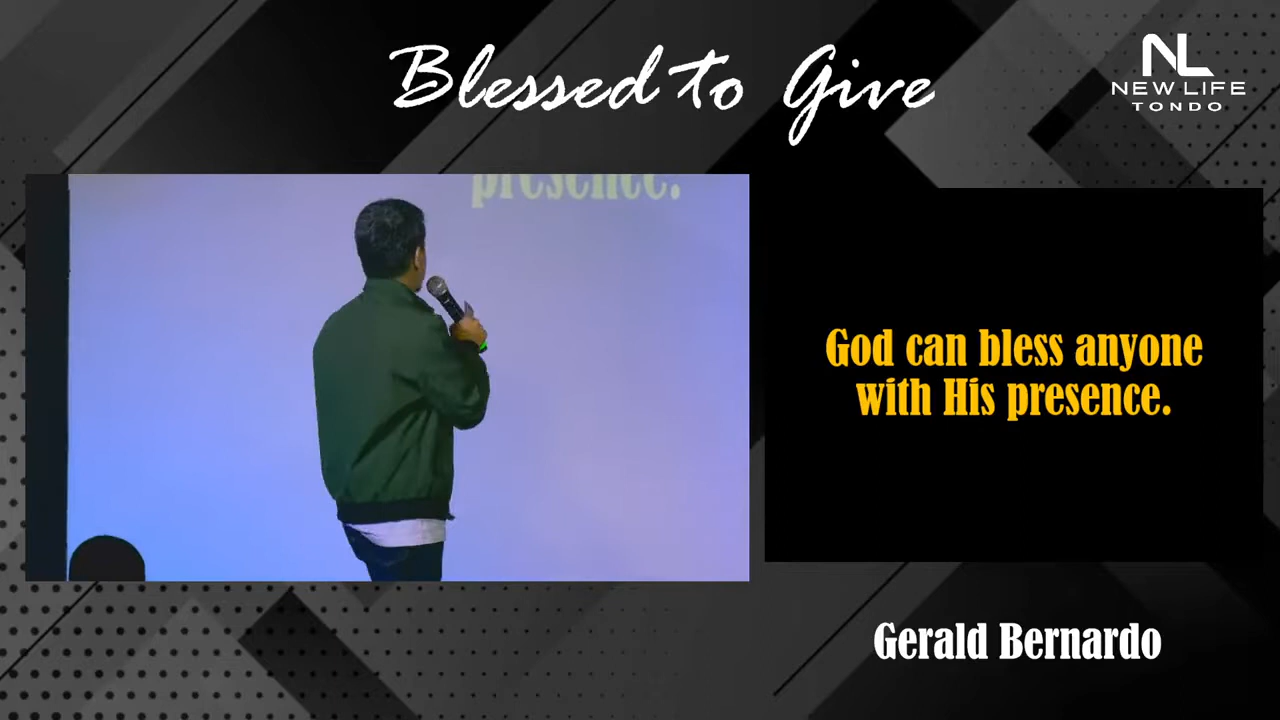 Blessed to Give
NL
NEW LIFE
TONDO
presence.
God can bless anyone
with His presence.
Gerald Bernardo